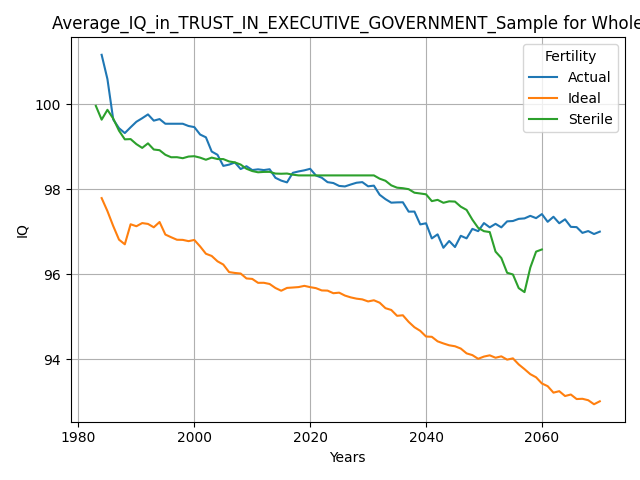 Average_IQ_in_TRUST_IN_EXECUTIVE_GOVERNMENT_Sample for Whole
Fertility
Actual
Ideal
Sterile
IQ
100
98
96
94
1980
2000
2020
2040
2060
Years